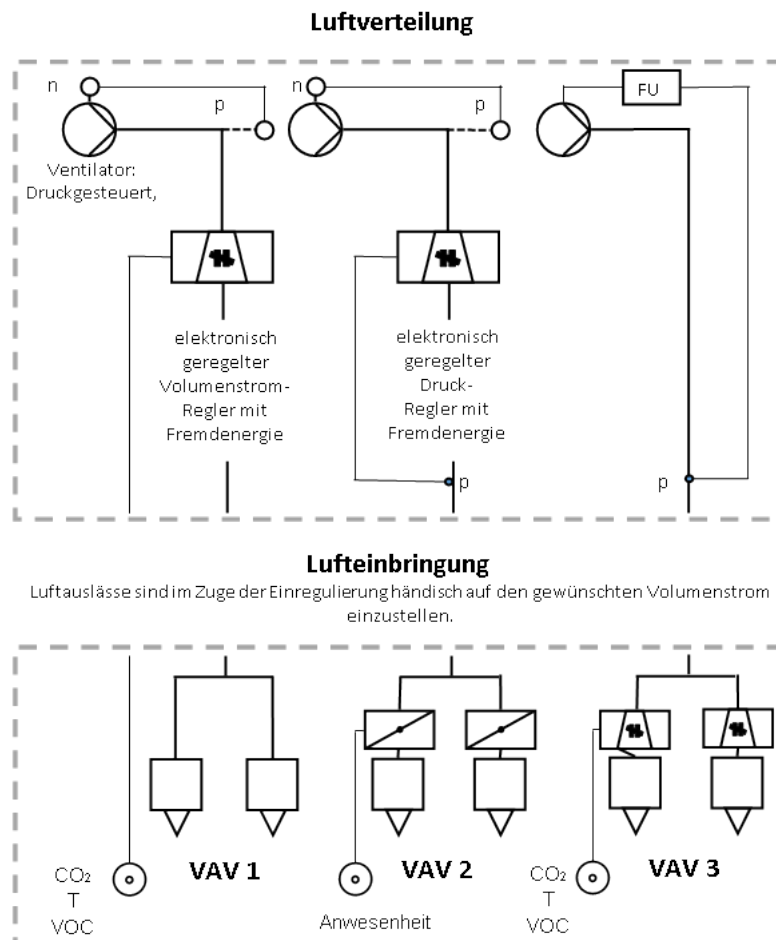 Luftverteilung
n
p
n
p
FU
Ventilator:
Druckgesteuert,
elektronisch
geregelter
Volumenstrom-
Regler mit
Fremdenergie
elektronisch
geregelter
Druck-
Regler mit
Fremdenergie
p
p
Lufteinbringung
Luftauslässe sind im Zuge der Einregulierung händisch auf den gewünschten Volumenstrom
einzustellen.
CO₂
T
VOC
VAV 1
Anwesenheit
VAV 2
CO₂
T
VOC
VAV 3